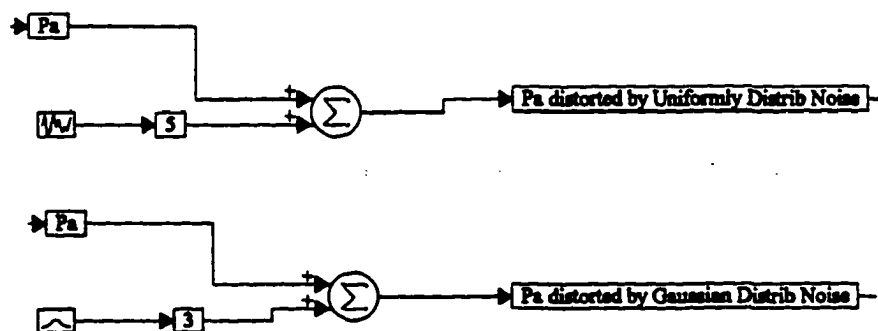 Pa
+
+
Σ
Pa distorted by Uniformly Distrib Noise
5
Pa
+
+
Σ
Pa distorted by Gaussian Distrib Noise
3